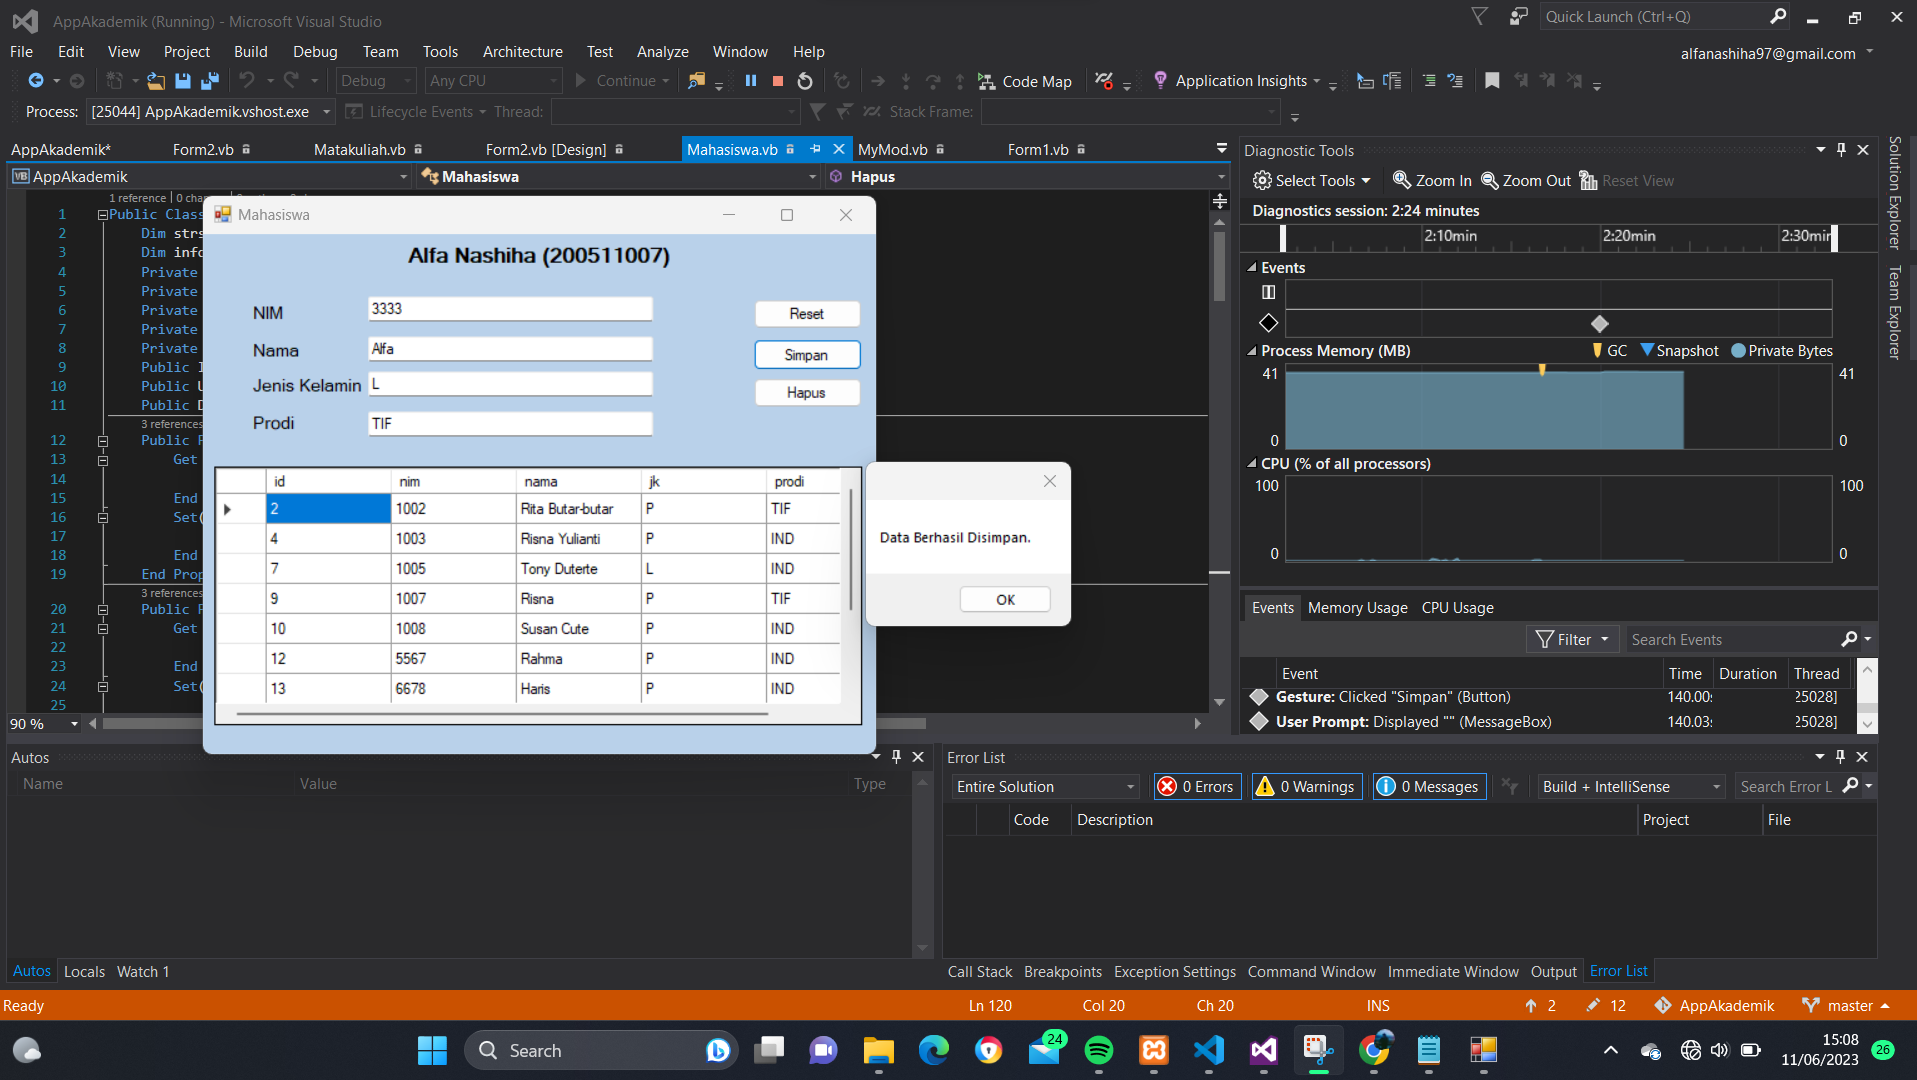 AppAkademik (Running) - Microsoft Visual Studio
Quick Launch (Ctrl+Q)
File Edit View Project Build Debug Team Tools Architecture Test Analyze Window Help
alfanashiha97@gmail.com
Debug Any CPU Continue Code Map Application Insights
Process: [25044] AppAkademik.vshost.exe Lifecycle Events Thread: Stack Frame:
AppAkademik* Form2.vb Matakuliah.vb Form2.vb [Design] Mahasiswa.vb MyMod.vb Form1.vb
AppAkademik Mahasiswa Hapus
1 reference | 0 cha
1 Public Clas
2 Dim strs
3 Dim info
4 Private
5 Private
6 Private
7 Private
8 Private
9 Public I
10 Public U
11 Public D
3 references
12 Public P
13 Get
14
15 End
16 Set(
17
18 End
19 End Prop
3 references
20 Public P
21 Get
22
23 End
24 Set(
25
90 %
Mahasiswa
Alfa Nashiha (200511007)
NIM 3333
Nama Alfa
Jenis Kelamin L
Prodi TIF
Reset
Simpan
Hapus
id nim nama jk prodi
2 1002 Rita Butar-butar P TIF
4 1003 Risna Yulianti P IND
7 1005 Tony Duterte L IND
9 1007 Risna P TIF
10 1008 Susan Cute P IND
12 5567 Rahma P IND
13 6678 Haris P IND
Data Berhasil Disimpan.
OK
Diagnostic Tools
Select Tools Zoom In Zoom Out Reset View
Diagnostics session: 2:24 minutes
2:10min 2:20min 2:30min
Events
Process Memory (MB) GC Snapshot Private Bytes
41 41
0 0
CPU (% of all processors)
100 100
0 0
Events Memory Usage CPU Usage
Filter Search Events
Event Time Duration Thread
Gesture: Clicked "Simpan" (Button) 140.00s 25028]
User Prompt: Displayed "" (MessageBox) 140.03s 25028]
Solution Explorer
Team Explorer
Autos
Name Value Type
Autos Locals Watch 1
Error List
Entire Solution 0 Errors 0 Warnings 0 Messages Build + IntelliSense Search Error L
Code Description Project File
Call Stack Breakpoints Exception Settings Command Window Immediate Window Output Error List
Ready Ln 120 Col 20 Ch 20 INS 2 12 AppAkademik master
Search
24
15:08
11/06/2023
26